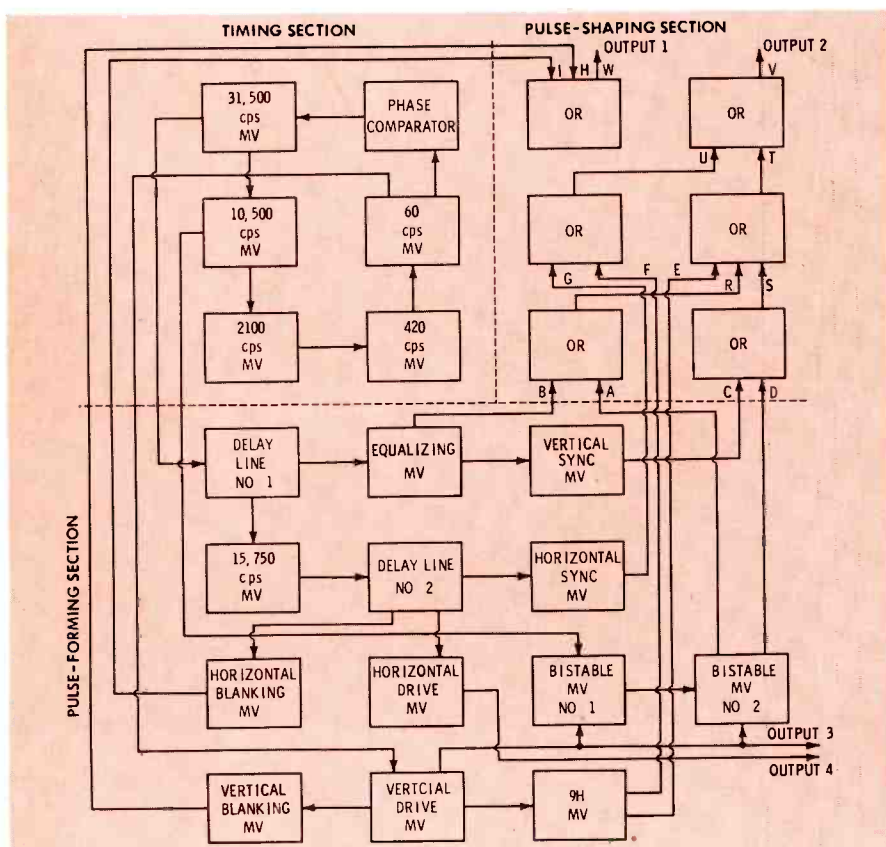 TIMING SECTION
PULSE-SHAPING SECTION
OUTPUT 1
OUTPUT 2
I
H
W
V
31,500
cps
MV
PHASE
COMPARATOR
OR
OR
U
T
10,500
cps
MV
60
cps
MV
OR
OR
G
F
E
R
S
2100
cps
MV
420
cps
MV
OR
OR
B
A
C
D
PULSE-FORMING SECTION
DELAY
LINE
NO 1
EQUALIZING
MV
VERTICAL
SYNC
MV
15,750
cps
MV
DELAY LINE
NO 2
HORIZONTAL
SYNC
MV
HORIZONTAL
BLANKING
MV
HORIZONTAL
DRIVE
MV
BISTABLE
MV
NO 1
BISTABLE
MV
NO 2
OUTPUT 3
OUTPUT 4
VERTICAL
BLANKING
MV
VERTCIAL
DRIVE
MV
9H
MV